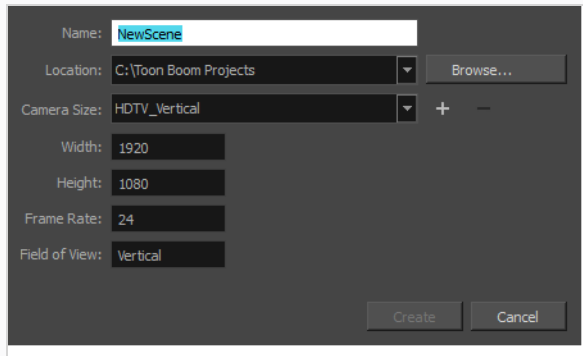 Name: NewScene
Location: C:\Toon Boom Projects Browse...
Camera Size: HDTV_Vertical + −
Width: 1920
Height: 1080
Frame Rate: 24
Field of View: Vertical
Create Cancel